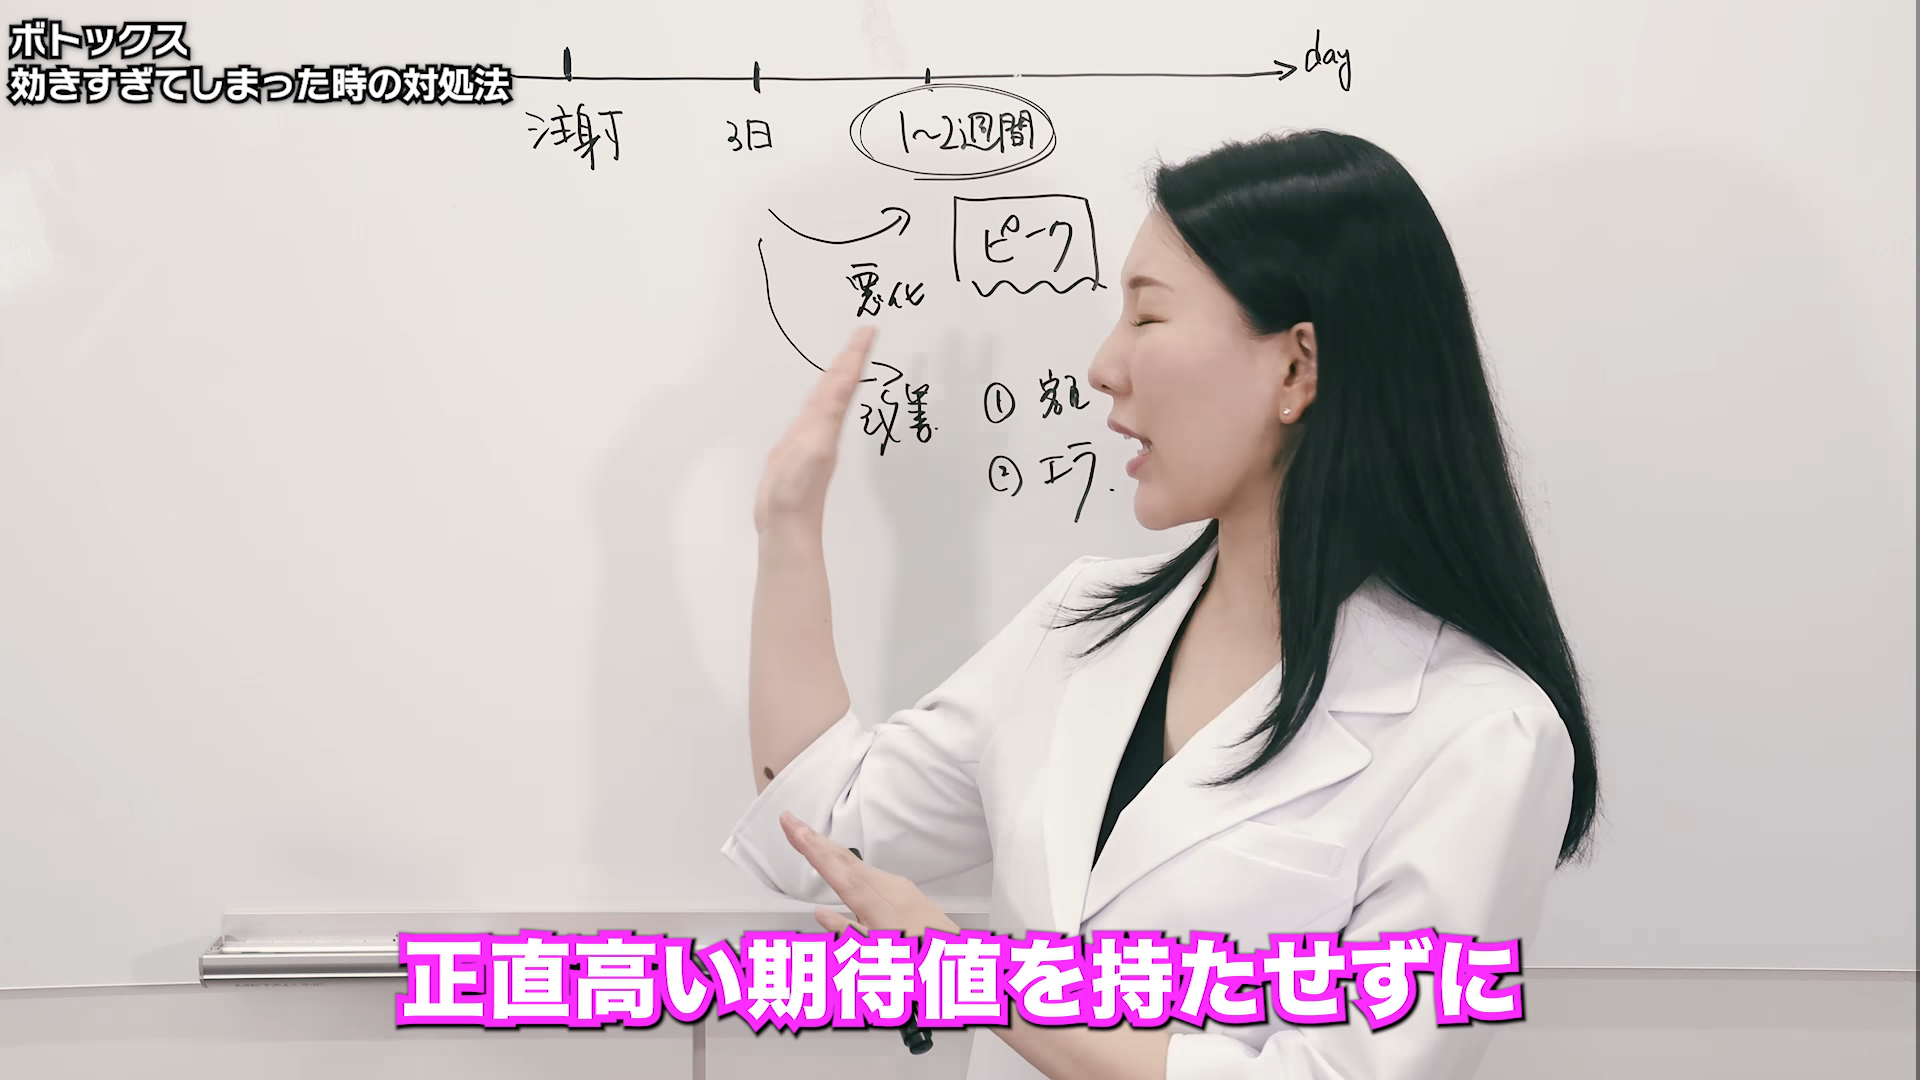 ボトックス
効きすぎてしまった時の対処法
day
注射
3日
1~2週間
ピーク
悪化
改善.
① 額
② エラ.
正直高い期待値を持たせずに